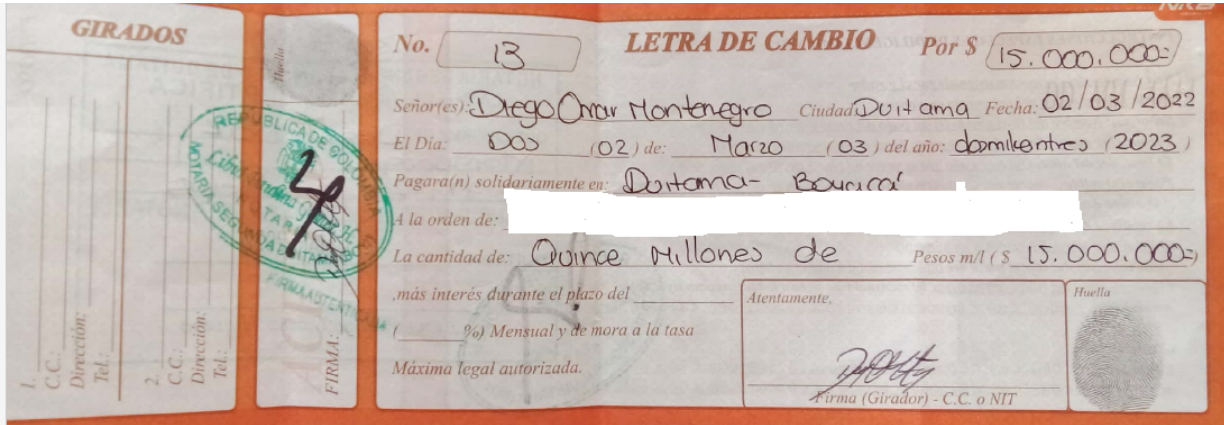 GIRADOS
1.
C.C.:
Dirección:
Tel.:
2.
C.C.:
Dirección:
Tel.:
Huella
FIRMA:
REPUBLICA DE COLOMBIA
NOTARIA SEGUNDA
FIRMA AUTENTICADA
No. 13 LETRA DE CAMBIO Por $ 15.000.000=
Señor(es): Diego Omar Montenegro Ciudad Duitama Fecha: 02/03/2022
El Día: Dos (02) de: Marzo (03) del año: (2023)
Pagara(n) solidariamente en: Duitama - Boyacá
A la orden de:
La cantidad de: Quince Millones de Pesos m/l ($ 15.000.000=)
.más interés durante el plazo del
( %) Mensual y de mora a la tasa
Máxima legal autorizada.
Atentamente,
Firma (Girador) - C.C. o NIT
Huella